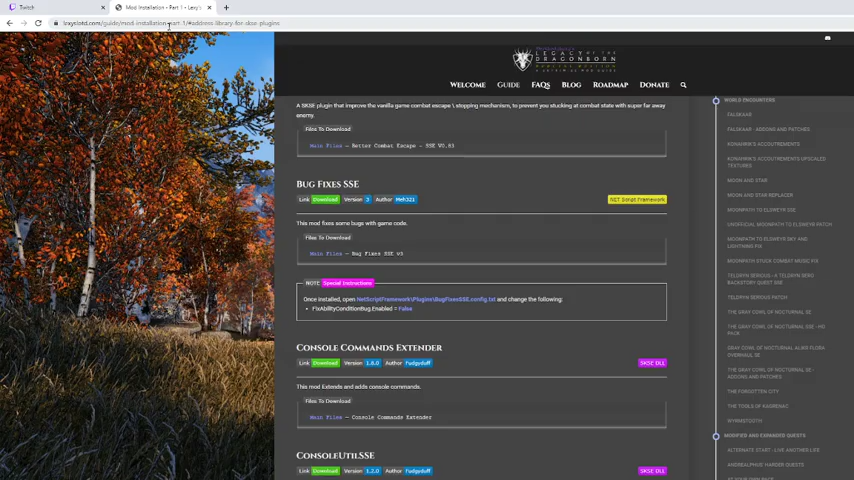 Twitch
Mod Installation - Part 1 • Lexy's
lexyslotd.com/guide/mod-installation-part-1/#address-library-for-skse-plugins
LEGACY OF THE
DRAGONBORN
WELCOME
GUIDE
FAQS
BLOG
ROADMAP
DONATE
A SKSE plugin that improve the vanilla game combat escape \ stopping mechanism, to prevent you stucking at combat state with super far away
enemy.
Files To Download
Main Files – Better Combat Escape – SSE V0.65
BUG FIXES SSE
Link Download Version 3 Author Meh321
NET Script Framework
This mod fixes some bugs with game code.
Files To Download
Main Files – Bug Fixes SSE v3
NOTE Special Instructions
Once installed, open NetScriptFramework\Plugins\BugFixesSSE.config.txt and change the following:
• FixAbilityConditionBug.Enabled = False
CONSOLE COMMANDS EXTENDER
Link Download Version 1.6.0 Author Fudgyduff
SKSE DLL
This mod Extends and adds console commands.
Files To Download
Main Files – Console Commands Extender
CONSOLEUTILSSE
Link Download Version 1.2.0 Author Fudgyduff
SKSE DLL
WORLD ENCOUNTERS
FALSKAAR
FALSKAAR - ADDONS AND PATCHES
KONAHRIK'S ACCOUTREMENTS
KONAHRIK'S ACCOUTREMENTS UPSCALED
TEXTURES
MOON AND STAR
MOON AND STAR REPLACER
MOONPATH TO ELSWEYR SSE
UNOFFICIAL MOONPATH TO ELSWEYR PATCH
MOONPATH TO ELSWEYR SKY AND
LIGHTNING FIX
MOONPATH STUCK COMBAT MUSIC FIX
TELDRYN SERIOUS - A TELDRYN SERO
BACKSTORY QUEST SSE
TELDRYN SERIOUS PATCH
THE GRAY COWL OF NOCTURNAL SE
THE GRAY COWL OF NOCTURNAL SSE - HD
PACK
GRAY COWL OF NOCTURNAL ALIKR FLORA
OVERHAUL SE
THE GRAY COWL OF NOCTURNAL SE -
ADDONS AND PATCHES
THE FORGOTTEN CITY
THE TOOLS OF KAGRENAC
WYRMSTOOTH
MODIFIED AND EXPANDED QUESTS
ALTERNATE START - LIVE ANOTHER LIFE
ANDREALPHUS' HARDER QUESTS
AT YOUR OWN PACE